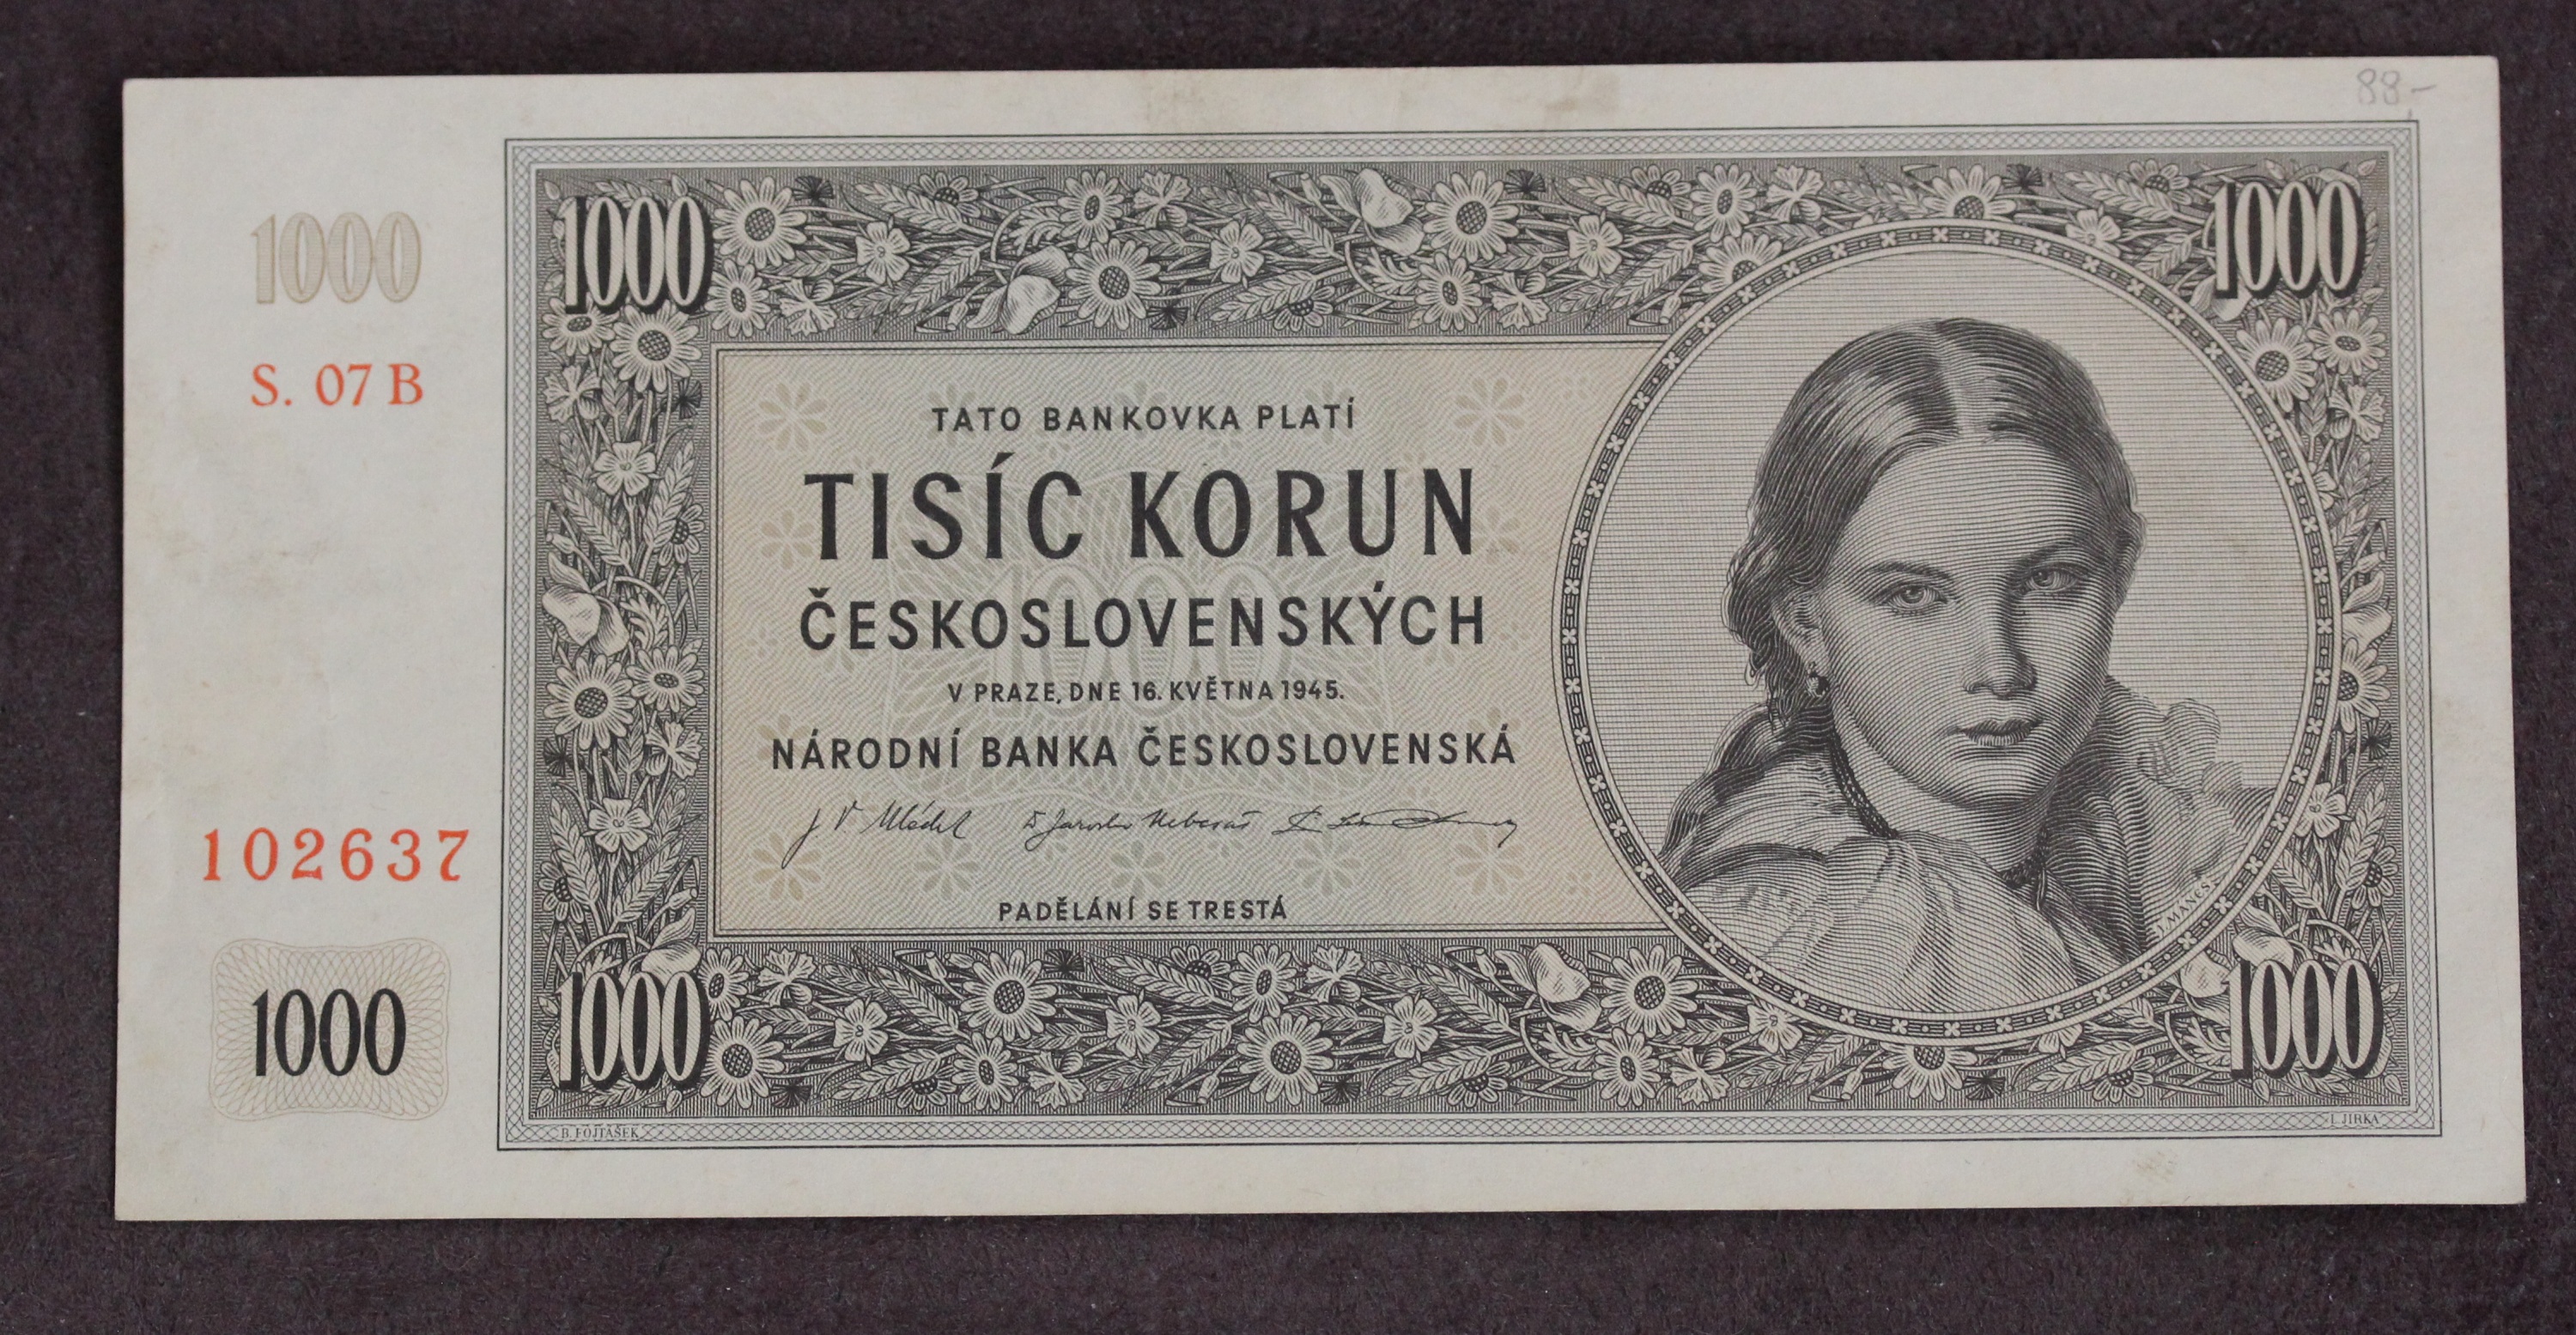 88,-
1000
1000
1000
S. 07 B
TATO BANKOVKA PLATÍ
TISÍC KORUN
ČESKOSLOVENSKÝCH
V PRAZE, DNE 16. KVĚTNA 1945.
NÁRODNÍ BANKA ČESKOSLOVENSKÁ
102637
PADĚLÁNÍ SE TRESTÁ
J. MÁNES.
1000
1000
1000
B. FOJTÁŠEK
L. JIRKA